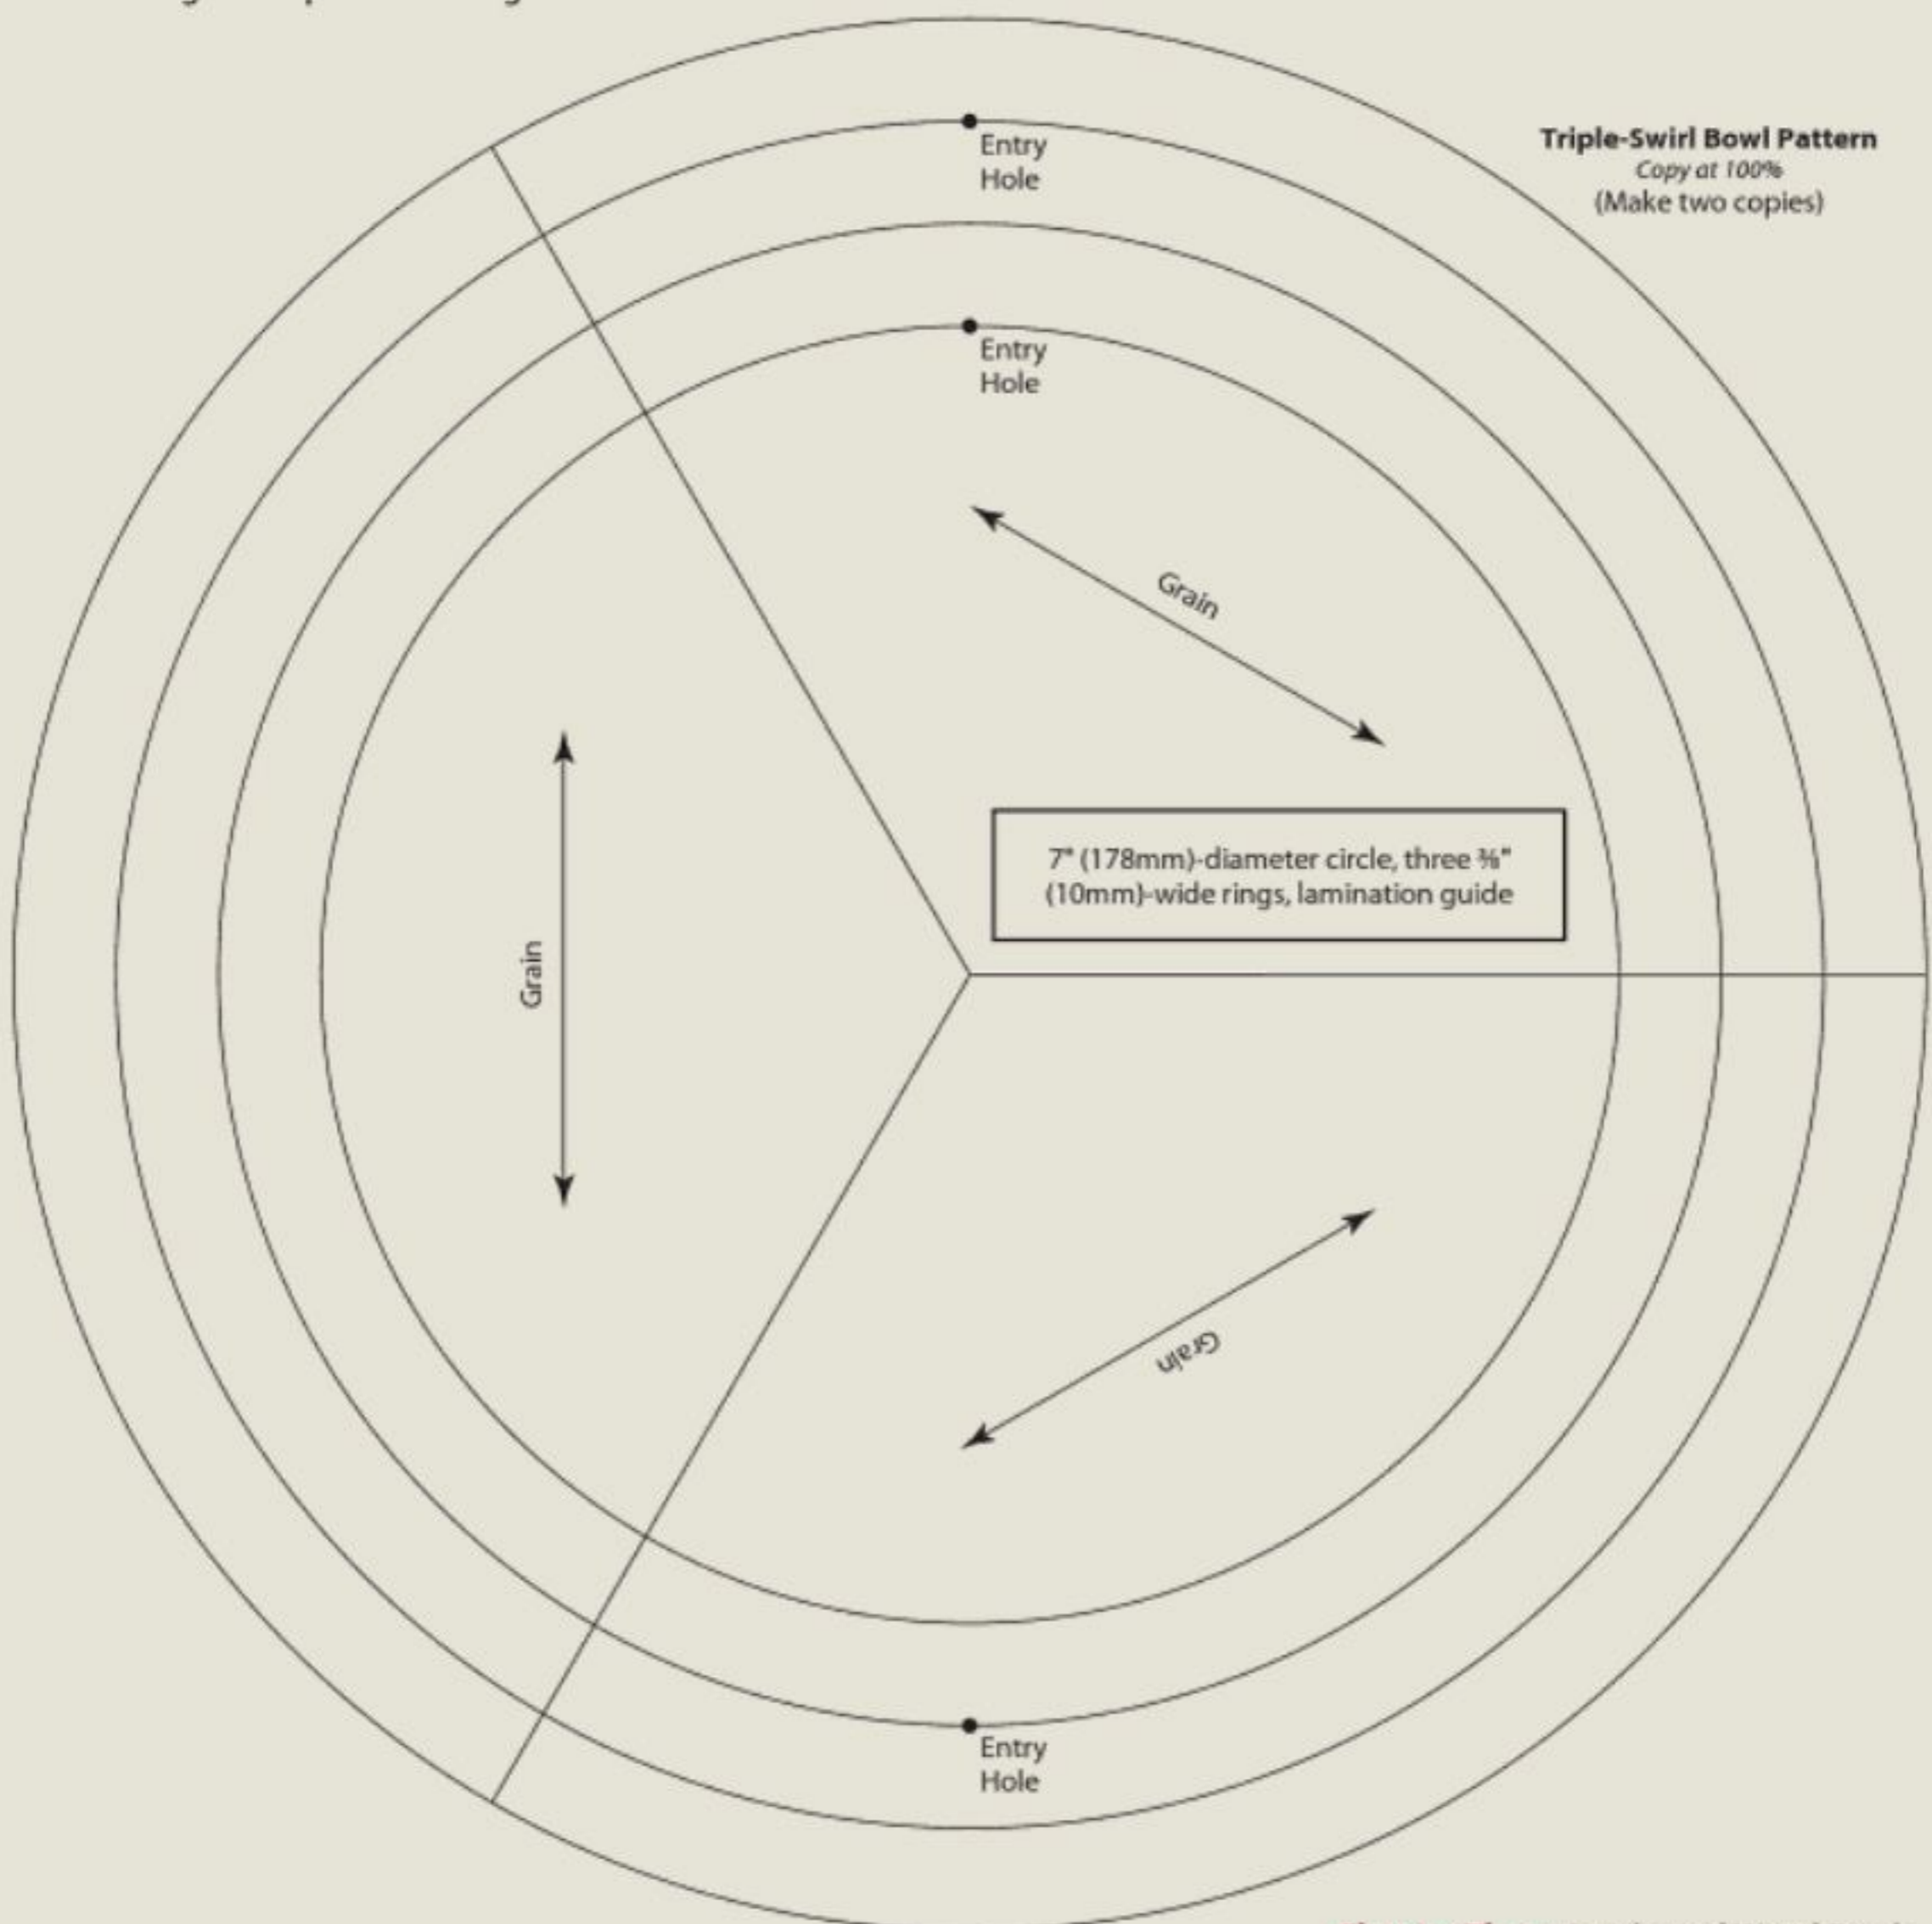 Triple-Swirl Bowl Pattern
Copy at 100%
(Make two copies)
Entry
Hole
Entry
Hole
Grain
7" (178mm)-diameter circle, three ⅜"
(10mm)-wide rings, lamination guide
Grain
Grain
Entry
Hole